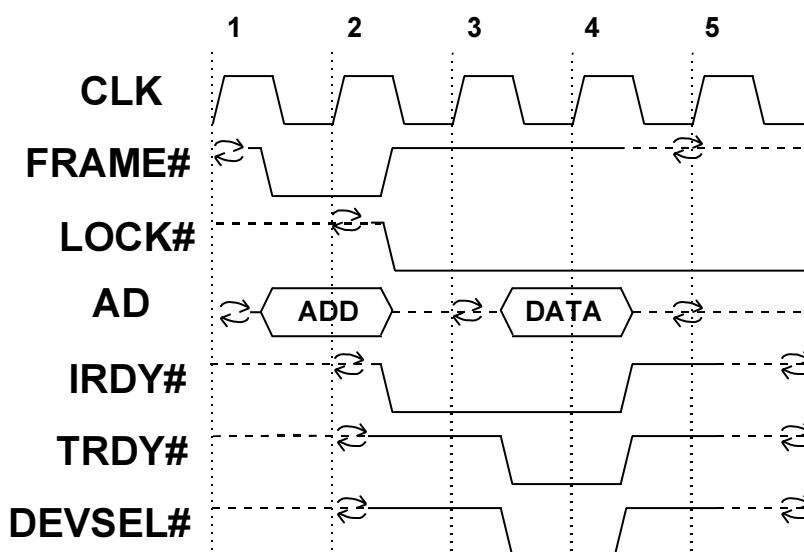 1 2 3 4 5
CLK
FRAME#
LOCK#
AD ADD DATA
IRDY#
TRDY#
DEVSEL#